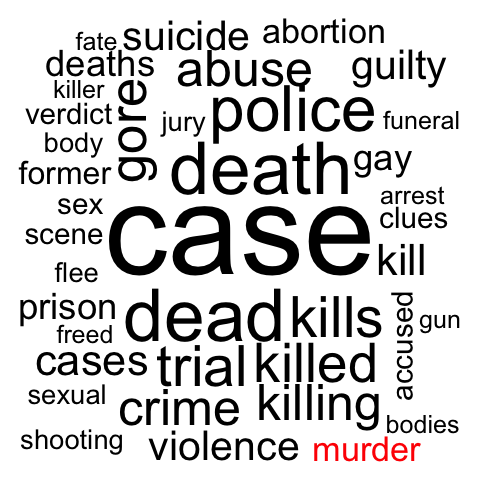 fate suicide abortion
deaths abuse guilty
killer
verdict gore jury police funeral
body
former death gay
sex arrest
scene case clues
flee kill
prison dead kills accused gun
freed
cases trial killed
sexual crime killing
shooting violence murder bodies